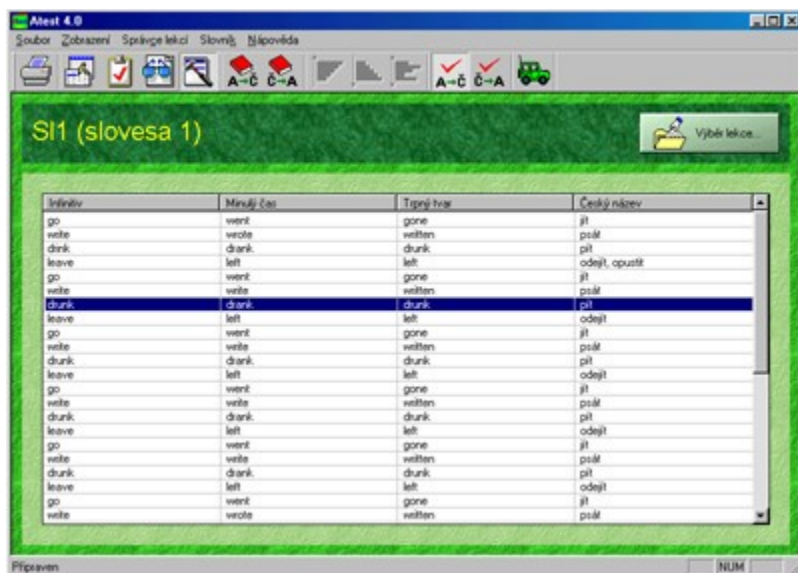 Atest 4.0
Soubor Zobrazení Správce lekcí Slovník Nápověda
A→Č Č→A A→Č Č→A
Sl1 (slovesa 1)
Výběr lekce...
Infinitiv Minulý čas Trpný tvar Český název
go went gone jít
write wrote written psát
drink drank drunk pít
leave left left odejít, opustit
go went gone jít
write write written psát
drunk drank drunk pít
leave left left odejít
go went gone jít
write write written psát
drunk drank drunk pít
leave left left odejít
go went gone jít
write write written psát
drunk drank drunk pít
leave left left odejít
go went gone jít
write write written psát
drunk drank drunk pít
leave left left odejít
go went gone jít
write wrote written psát
Připraven NUM